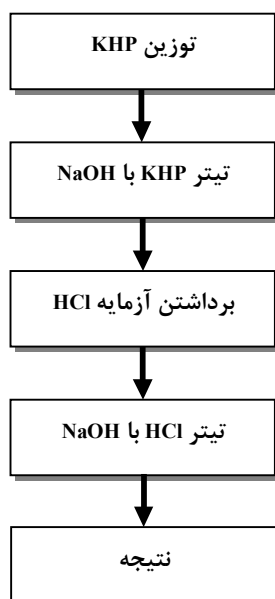 توزین KHP
تیتر KHP با NaOH
برداشتن آزمایه HCl
تیتر HCl با NaOH
نتیجه